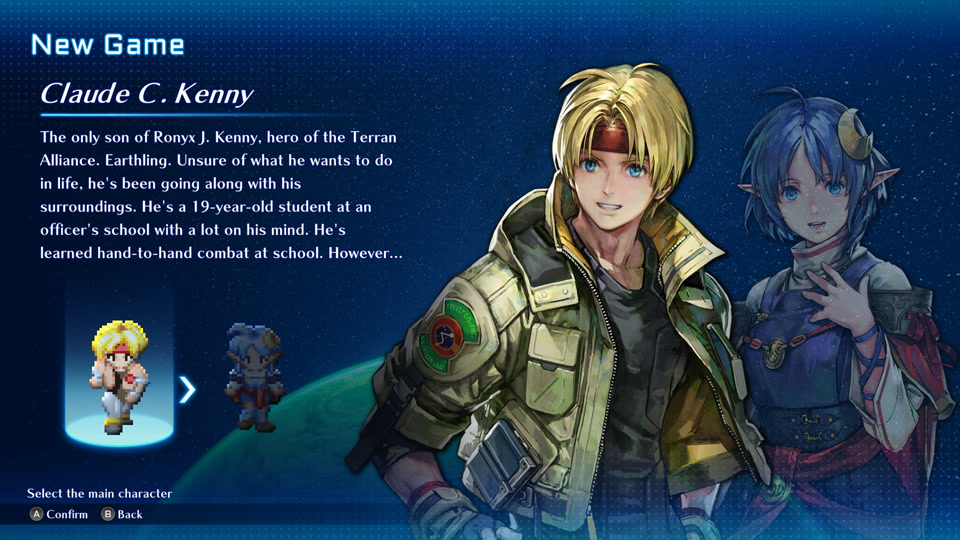 New Game
Claude C. Kenny
The only son of Ronyx J. Kenny, hero of the Terran
Alliance. Earthling. Unsure of what he wants to do
in life, he's been going along with his
surroundings. He's a 19-year-old student at an
officer's school with a lot on his mind. He's
learned hand-to-hand combat at school. However...
Select the main character
A Confirm B Back